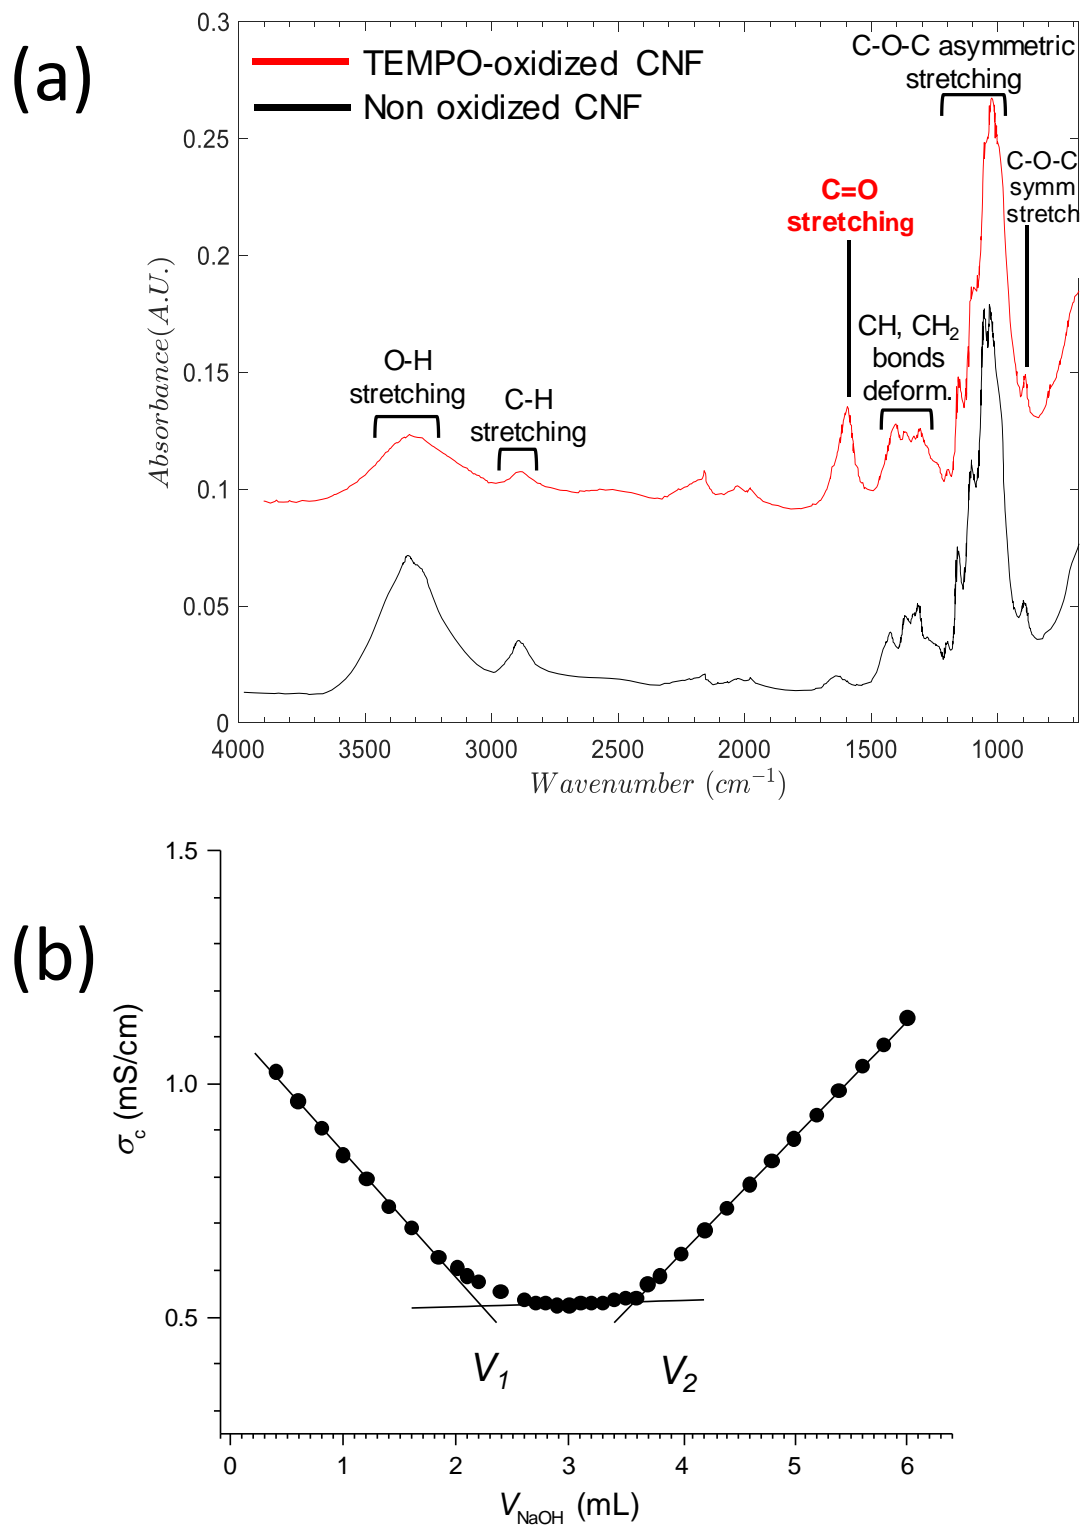 (a)
TEMPO-oxidized CNF
Non oxidized CNF
C-O-C asymmetric
stretching
C-O-C
symm
stretch
C=O
stretching
CH, CH₂
bonds
deform.
O-H
stretching
C-H
stretching
Absorbance(A.U.)
0.3
0.25
0.2
0.15
0.1
0.05
0
4000 3500 3000 2500 2000 1500 1000
Wavenumber (cm⁻¹)
(b)
σc (mS/cm)
1.5
1.0
0.5
V₁ V₂
0 1 2 3 4 5 6
V_NaOH (mL)